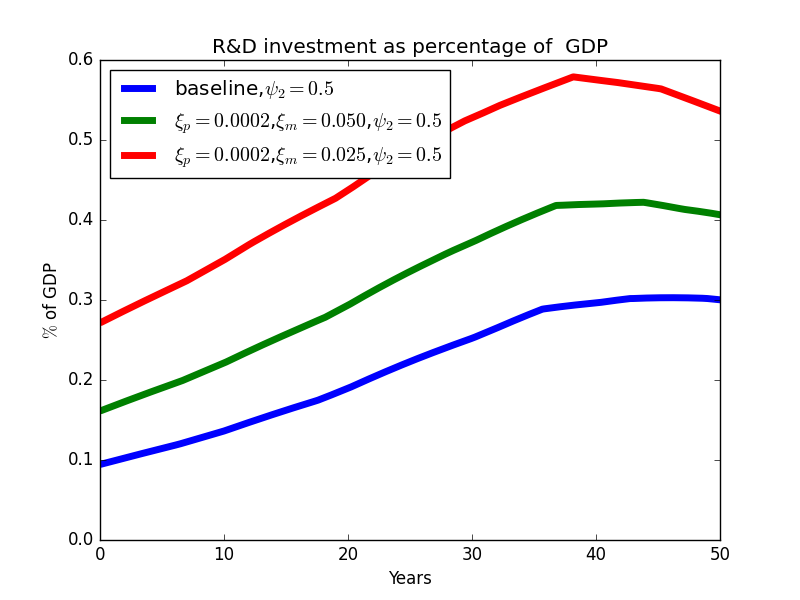 R&D investment as percentage of  GDP
baseline,ψ₂ = 0.5
ξₚ = 0.0002,ξₘ = 0.050,ψ₂ = 0.5
ξₚ = 0.0002,ξₘ = 0.025,ψ₂ = 0.5
% of GDP
0.6
0.5
0.4
0.3
0.2
0.1
0.0
0 10 20 30 40 50
Years